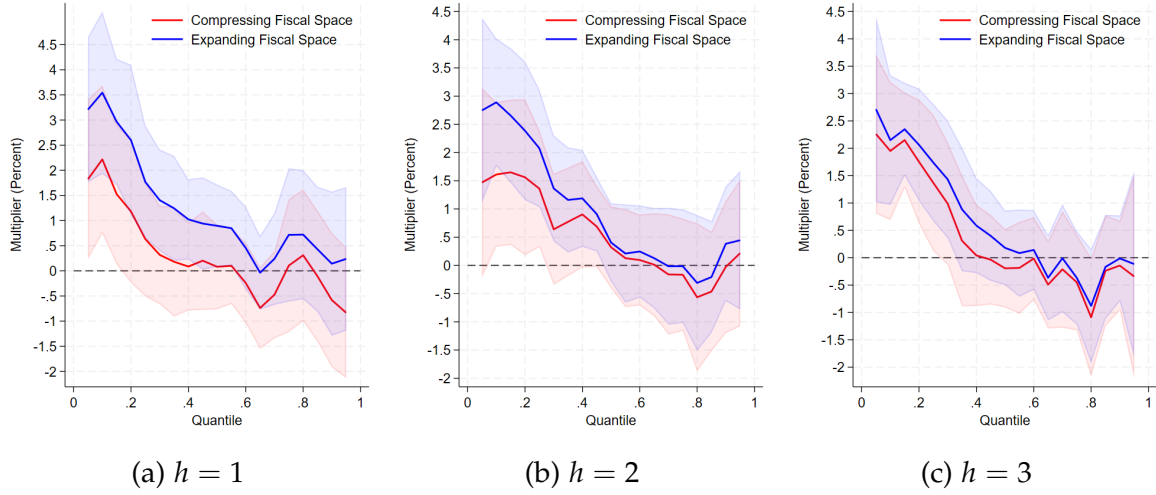 Compressing Fiscal Space
Expanding Fiscal Space
Multiplier (Percent)
4.5
4
3.5
3
2.5
2
1.5
1
.5
0
-.5
-1
-1.5
-2
0 .2 .4 .6 .8 1
Quantile
(a) h = 1
Compressing Fiscal Space
Expanding Fiscal Space
Multiplier (Percent)
4.5
4
3.5
3
2.5
2
1.5
1
.5
0
-.5
-1
-1.5
-2
0 .2 .4 .6 .8 1
Quantile
(b) h = 2
Compressing Fiscal Space
Expanding Fiscal Space
Multiplier (Percent)
4.5
4
3.5
3
2.5
2
1.5
1
.5
0
-.5
-1
-1.5
-2
0 .2 .4 .6 .8 1
Quantile
(c) h = 3